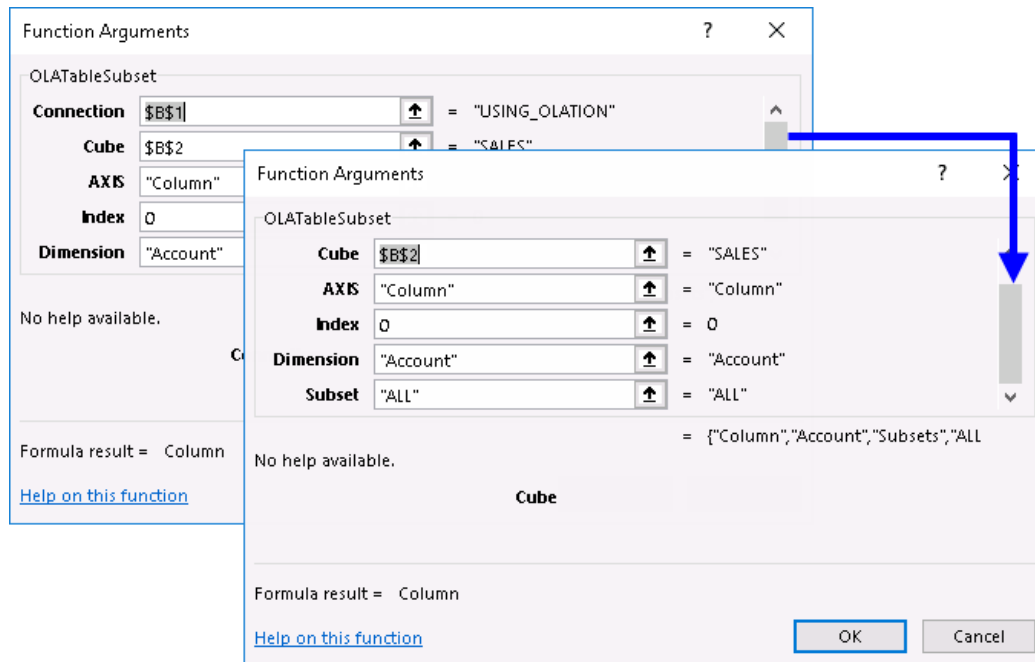 Function Arguments ?
OLATableSubset
Connection $B$1 = "USING_OLATION"
Cube $B$2 = "SALES"
AXIS "Column"
Index 0
Dimension "Account"
No help available.
Formula result = Column
Help on this function
Function Arguments ?
OLATableSubset
Cube $B$2 = "SALES"
AXIS "Column" = "Column"
Index 0 = 0
Dimension "Account" = "Account"
Subset "ALL" = "ALL"
= {"Column","Account","Subsets","ALL
No help available.
Cube
Formula result = Column
Help on this function OK Cancel